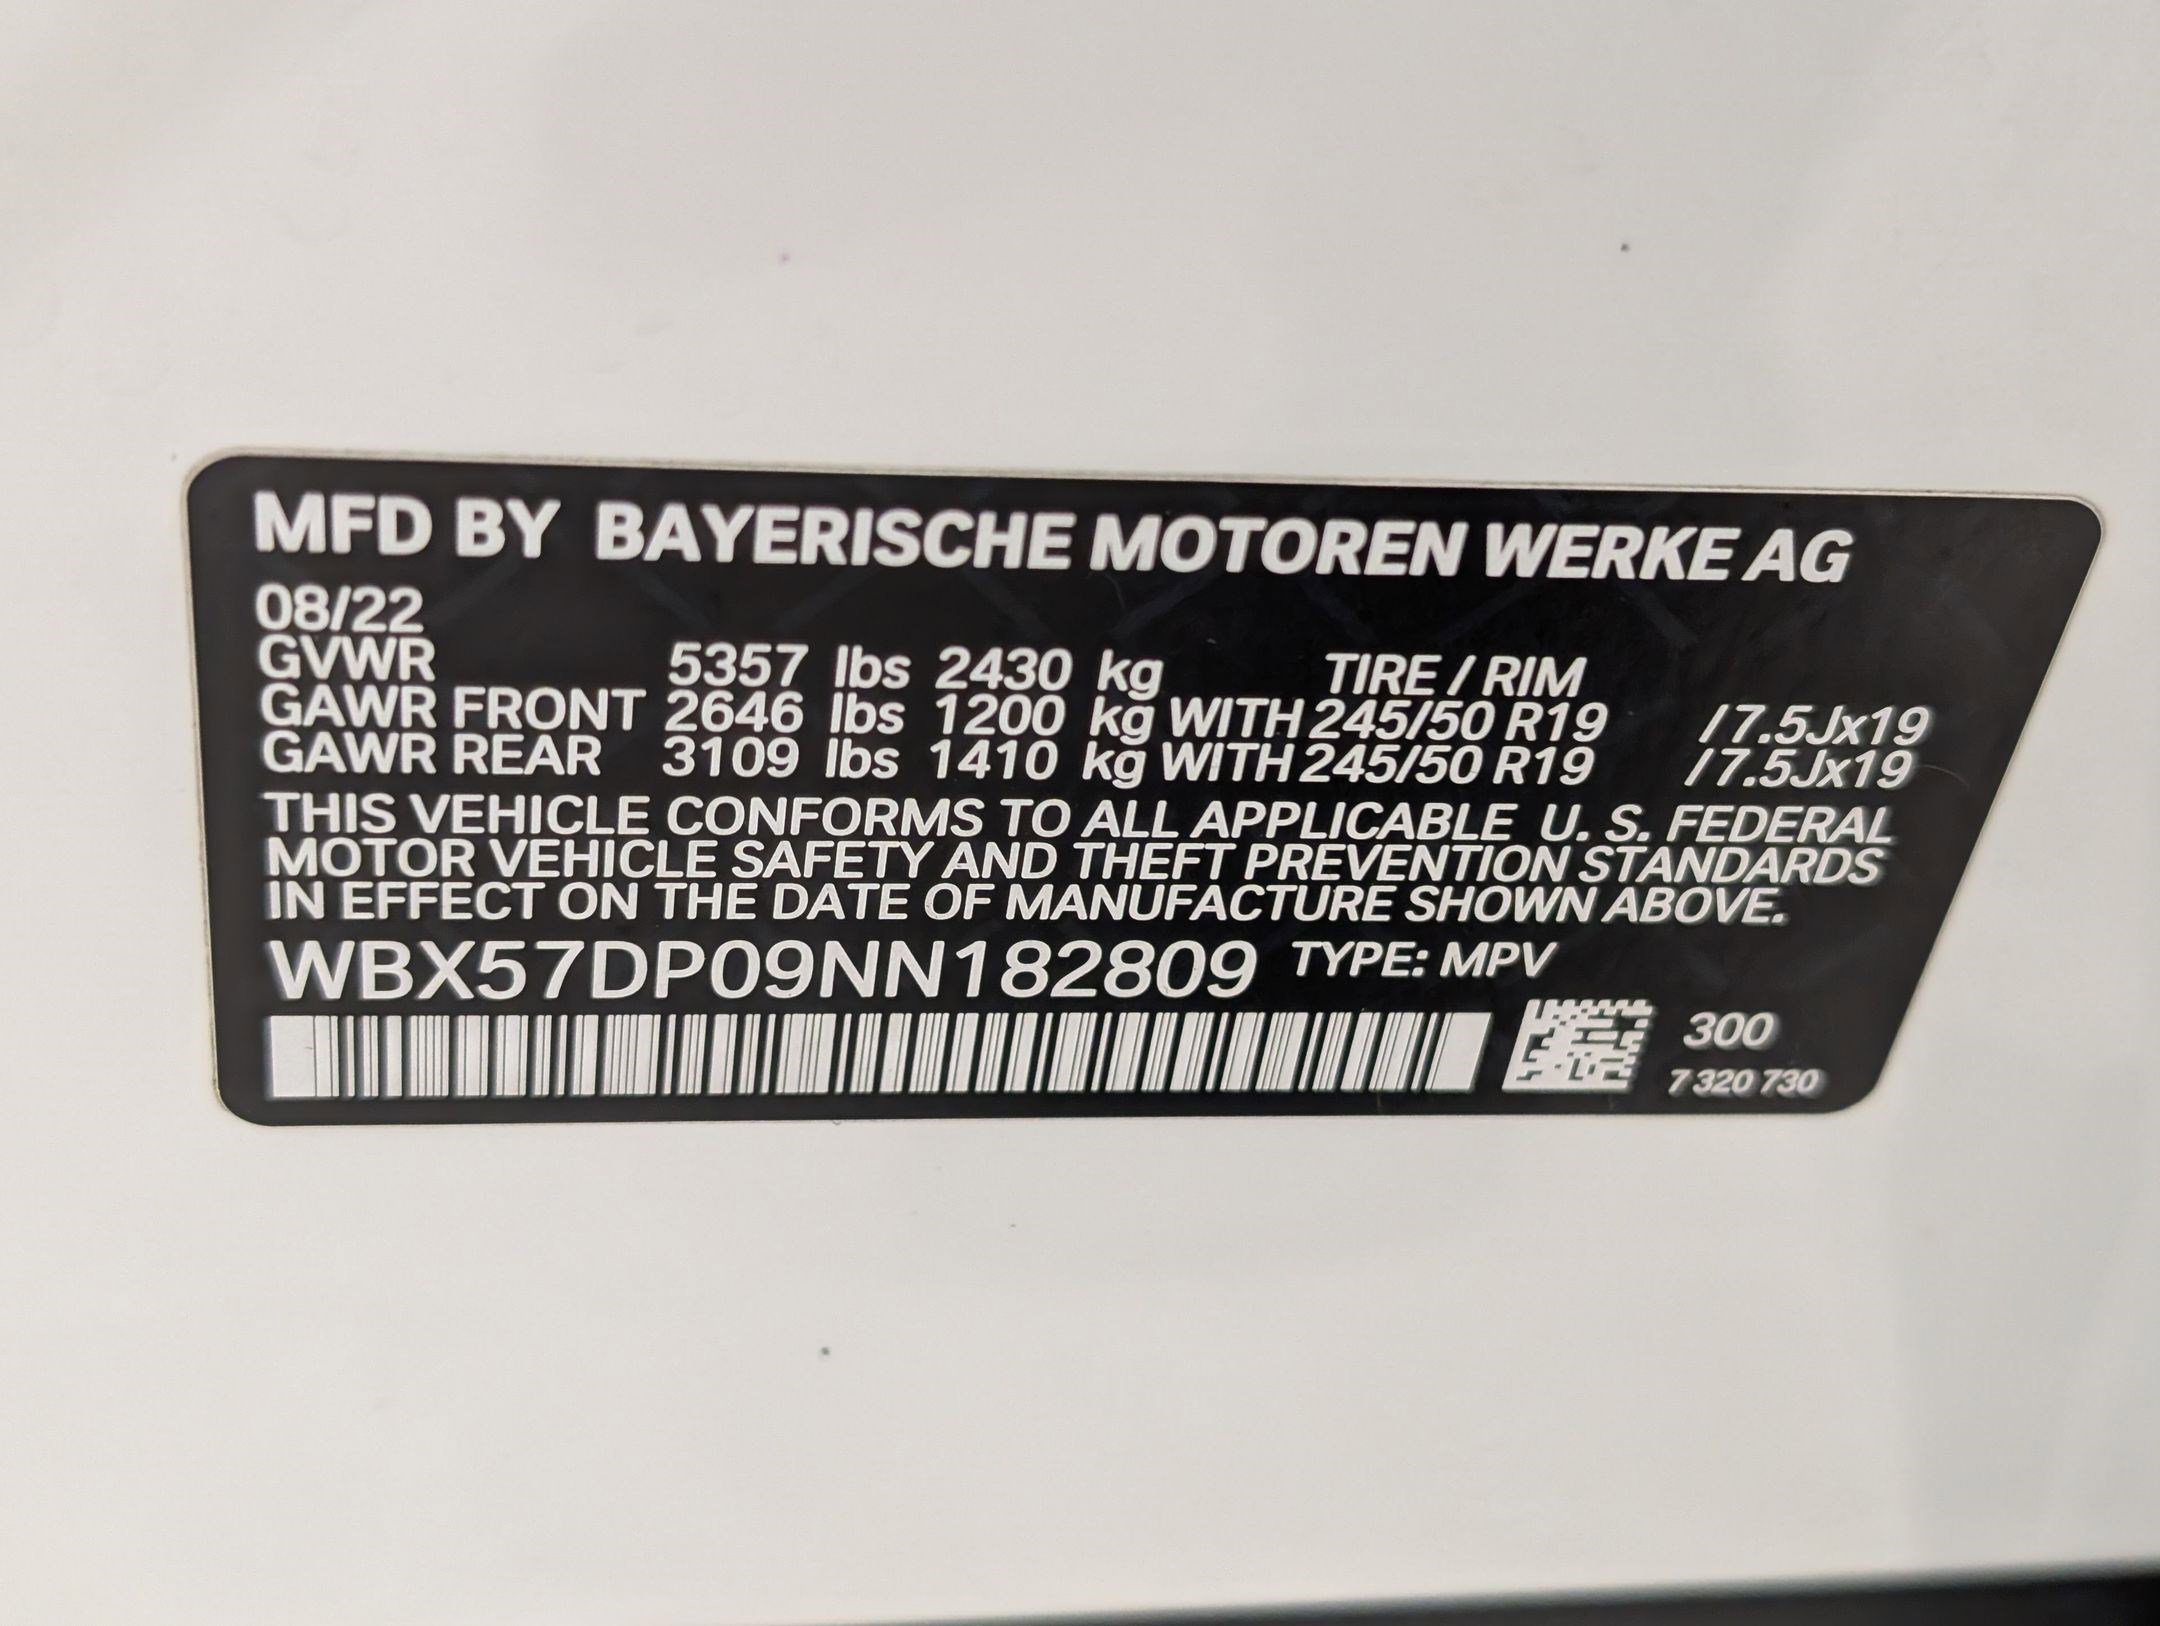 MFD BY BAYERISCHE MOTOREN WERKE AG
08/22
GVWR 5357 lbs 2430 kg TIRE / RIM
GAWR FRONT 2646 lbs 1200 kg WITH 245/50 R19 /7.5Jx19
GAWR REAR 3109 lbs 1410 kg WITH 245/50 R19 /7.5Jx19
THIS VEHICLE CONFORMS TO ALL APPLICABLE U. S. FEDERAL
MOTOR VEHICLE SAFETY AND THEFT PREVENTION STANDARDS
IN EFFECT ON THE DATE OF MANUFACTURE SHOWN ABOVE.
WBX57DP09NN182809 TYPE: MPV
300
7 320 730